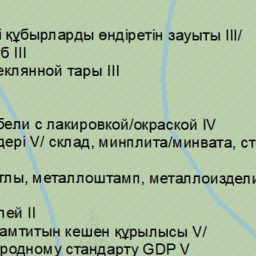 і құбырларды өндіретін зауыты III/
б III
еклянной тары III
бели с лакировкой/окраской IV
дері V/ склад, минплита/минвата, ст
тлы, металлоштамп, металлоиздели
лей II
амтитын кешен құрылысы V/
родному стандарту GDP V